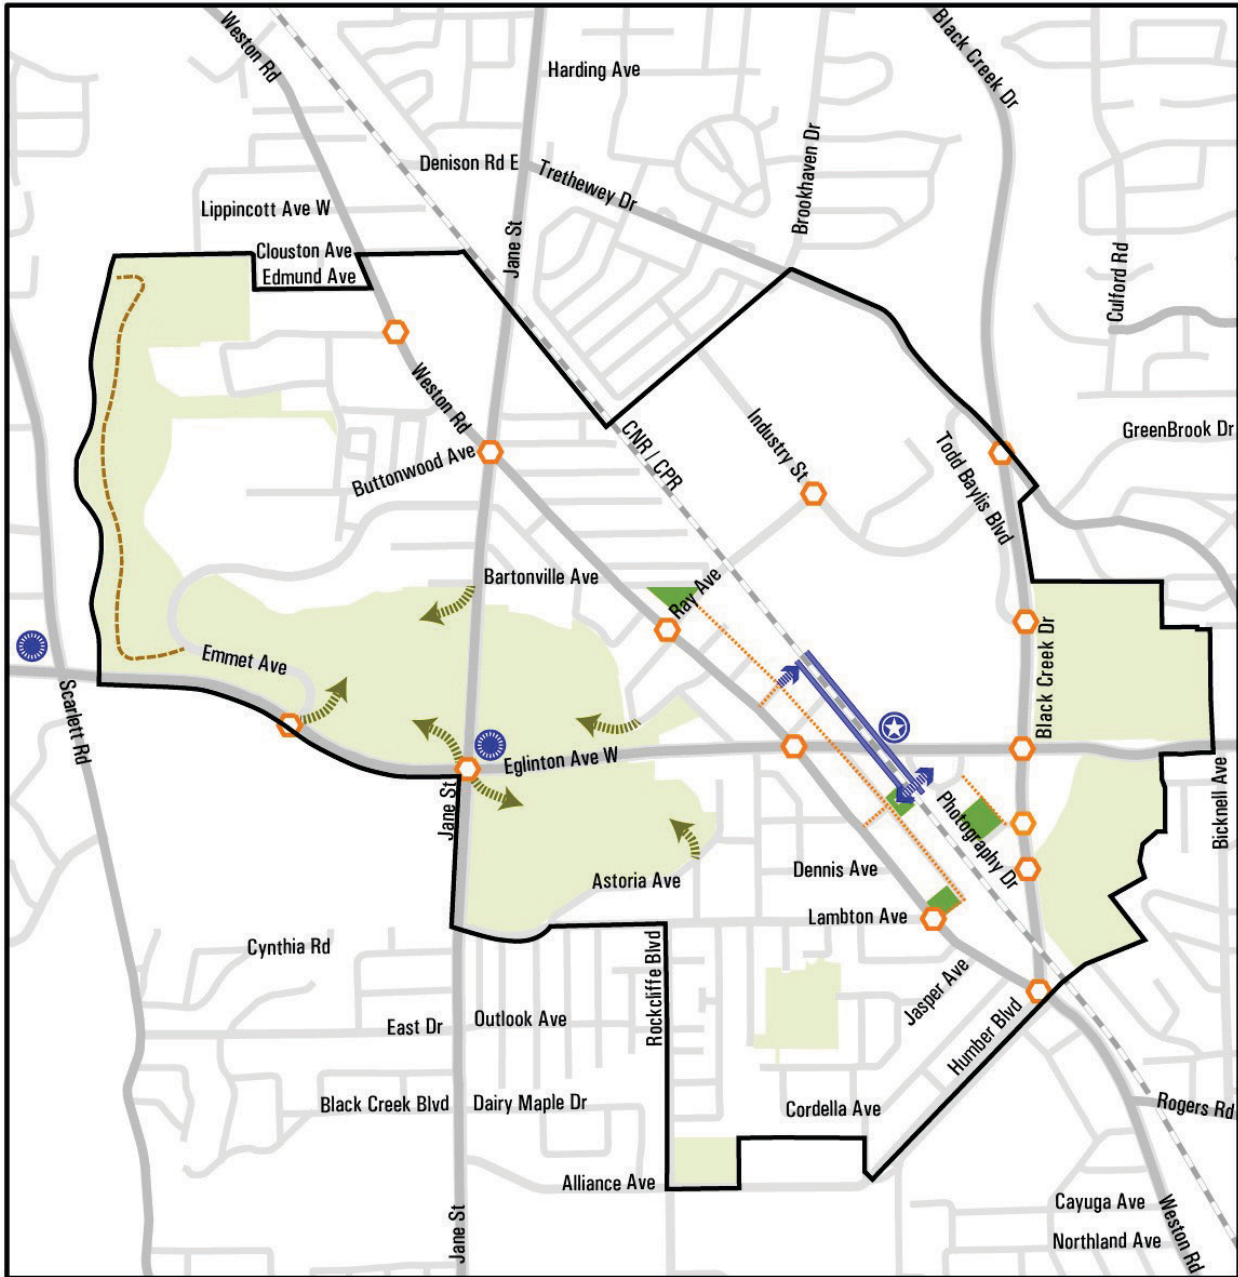 Weston Rd
Black Creek Dr
Harding Ave
Denison Rd E
Trethewey Dr
Brookhaven Dr
Lippincott Ave W
Jane St
Clouston Ave
Edmund Ave
Culford Rd
Weston Rd
CNR / CPR
Industry St
GreenBrook Dr
Todd Baylis Blvd
Buttonwood Ave
Bartonville Ave
Ray Ave
Emmet Ave
Black Creek Dr
Scarlett Rd
Eglinton Ave W
Bicknell Ave
Jane St
Photography Dr
Dennis Ave
Astoria Ave
Lambton Ave
Cynthia Rd
Rockcliffe Blvd
Jasper Ave
East Dr
Outlook Ave
Humber Blvd
Black Creek Blvd
Dairy Maple Dr
Cordella Ave
Rogers Rd
Alliance Ave
Cayuga Ave
Jane St
Weston Rd
Northland Ave